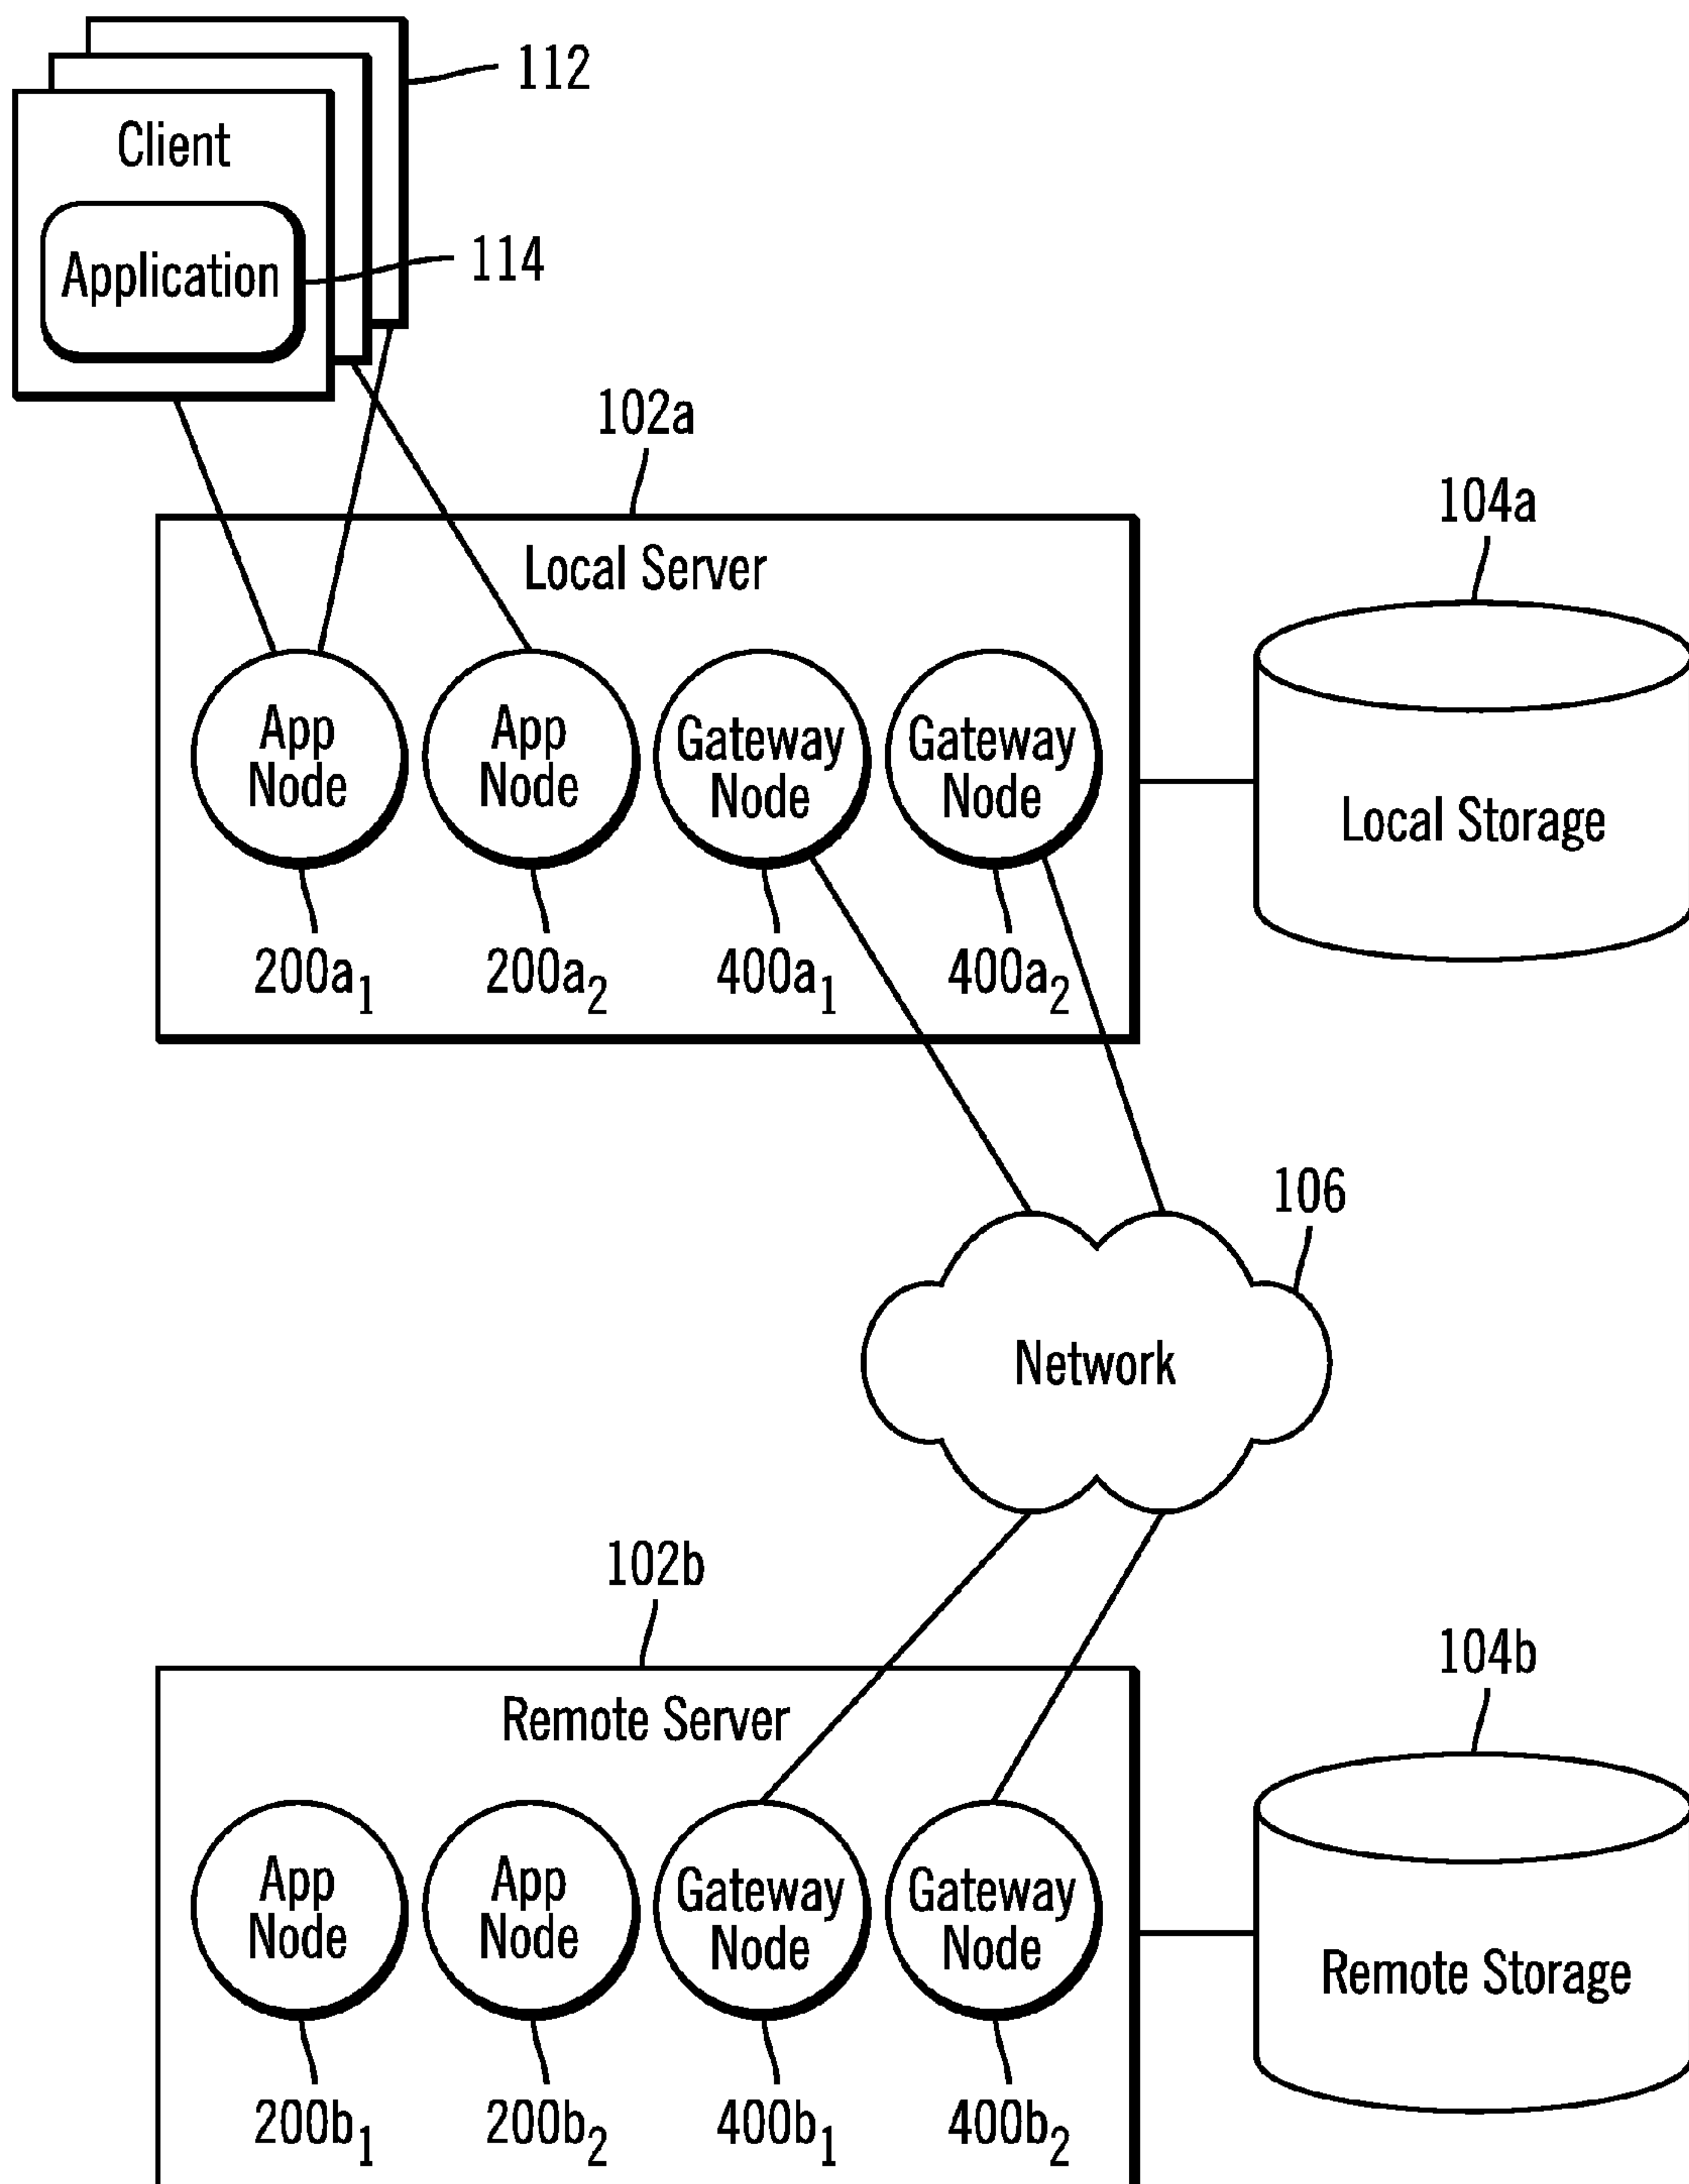 112
Client
Application
114
102a
Local Server
104a
App
Node
App
Node
Gateway
Node
Gateway
Node
Local Storage
200a1
200a2
400a1
400a2
106
Network
102b
Remote Server
104b
App
Node
App
Node
Gateway
Node
Gateway
Node
Remote Storage
200b1
200b2
400b1
400b2